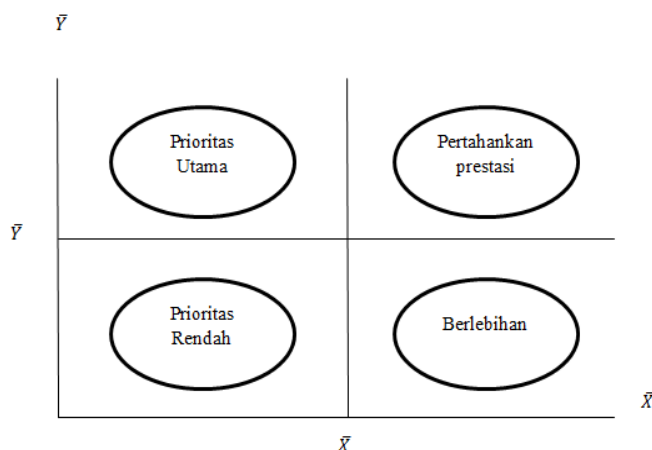 Ȳ
Prioritas
Utama
Pertahankan
prestasi
Ȳ
Prioritas
Rendah
Berlebihan
X̄
X̄